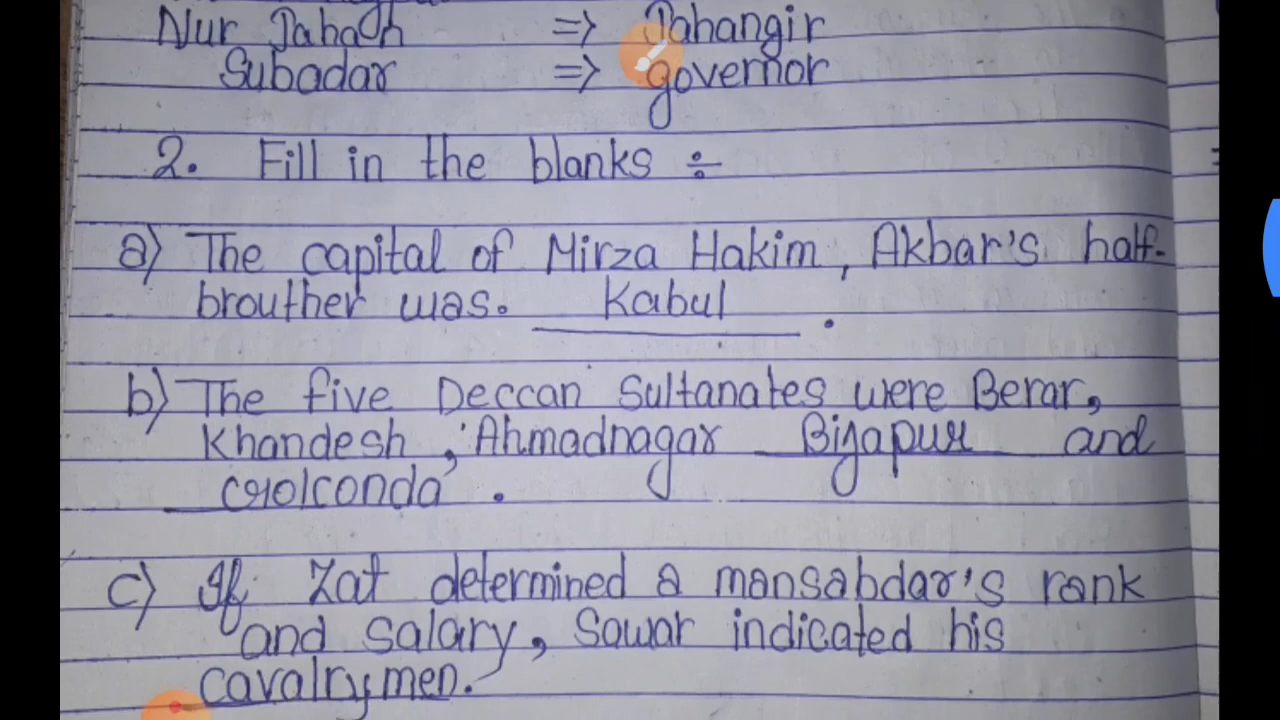 Nur Jahan => Jahangir
Subadar => governor
2. Fill in the blanks ÷
a) The capital of Mirza Hakim, Akbar's half-
brouther was. Kabul .
b) The five Deccan Sultanates were Berar,
Khandesh, Ahmadnagar Bijapur and
Golconda .
c) If Zat determined a mansabdar's rank
and salary, Sawar indicated his
cavalrymen.